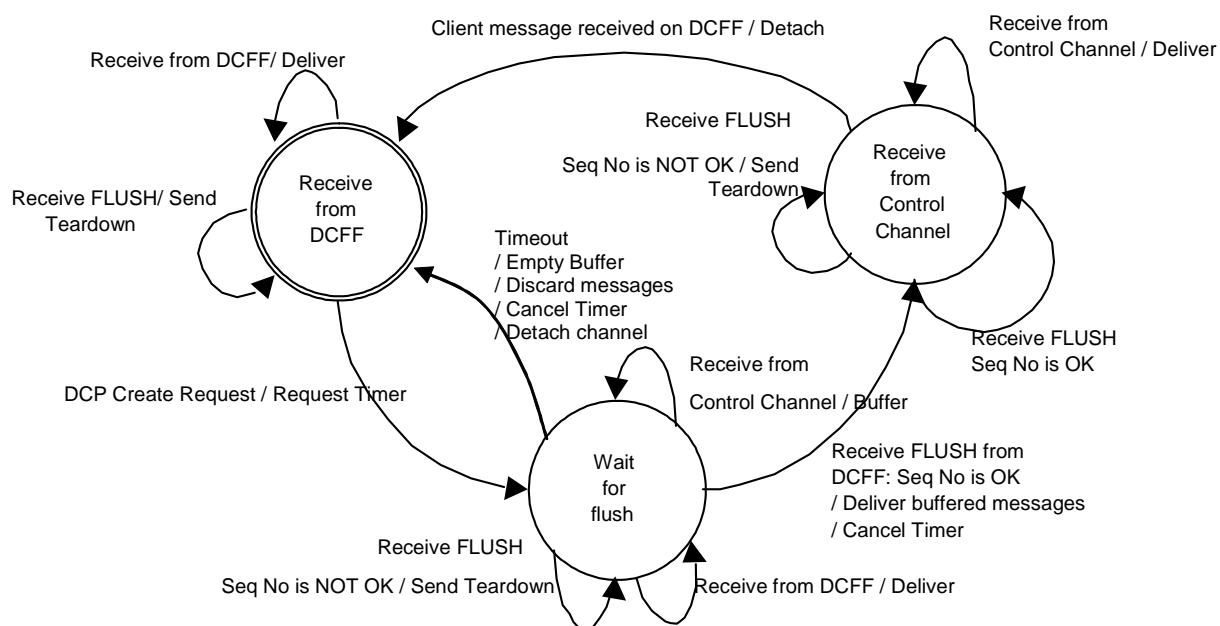 Client message received on DCFF / Detach
Receive from
Control Channel / Deliver
Receive from DCFF/ Deliver
Receive FLUSH
Seq No is NOT OK / Send
Teardown
Receive
from
Control
Channel
Receive
from
DCFF
Receive FLUSH/ Send
Teardown
Timeout
/ Empty Buffer
/ Discard messages
/ Cancel Timer
/ Detach channel
Receive FLUSH
Seq No is OK
Receive from
Control Channel / Buffer
DCP Create Request / Request Timer
Wait
for
flush
Receive FLUSH from
DCFF: Seq No is OK
/ Deliver buffered messages
/ Cancel Timer
Receive FLUSH
Seq No is NOT OK / Send Teardown
Receive from DCFF / Deliver